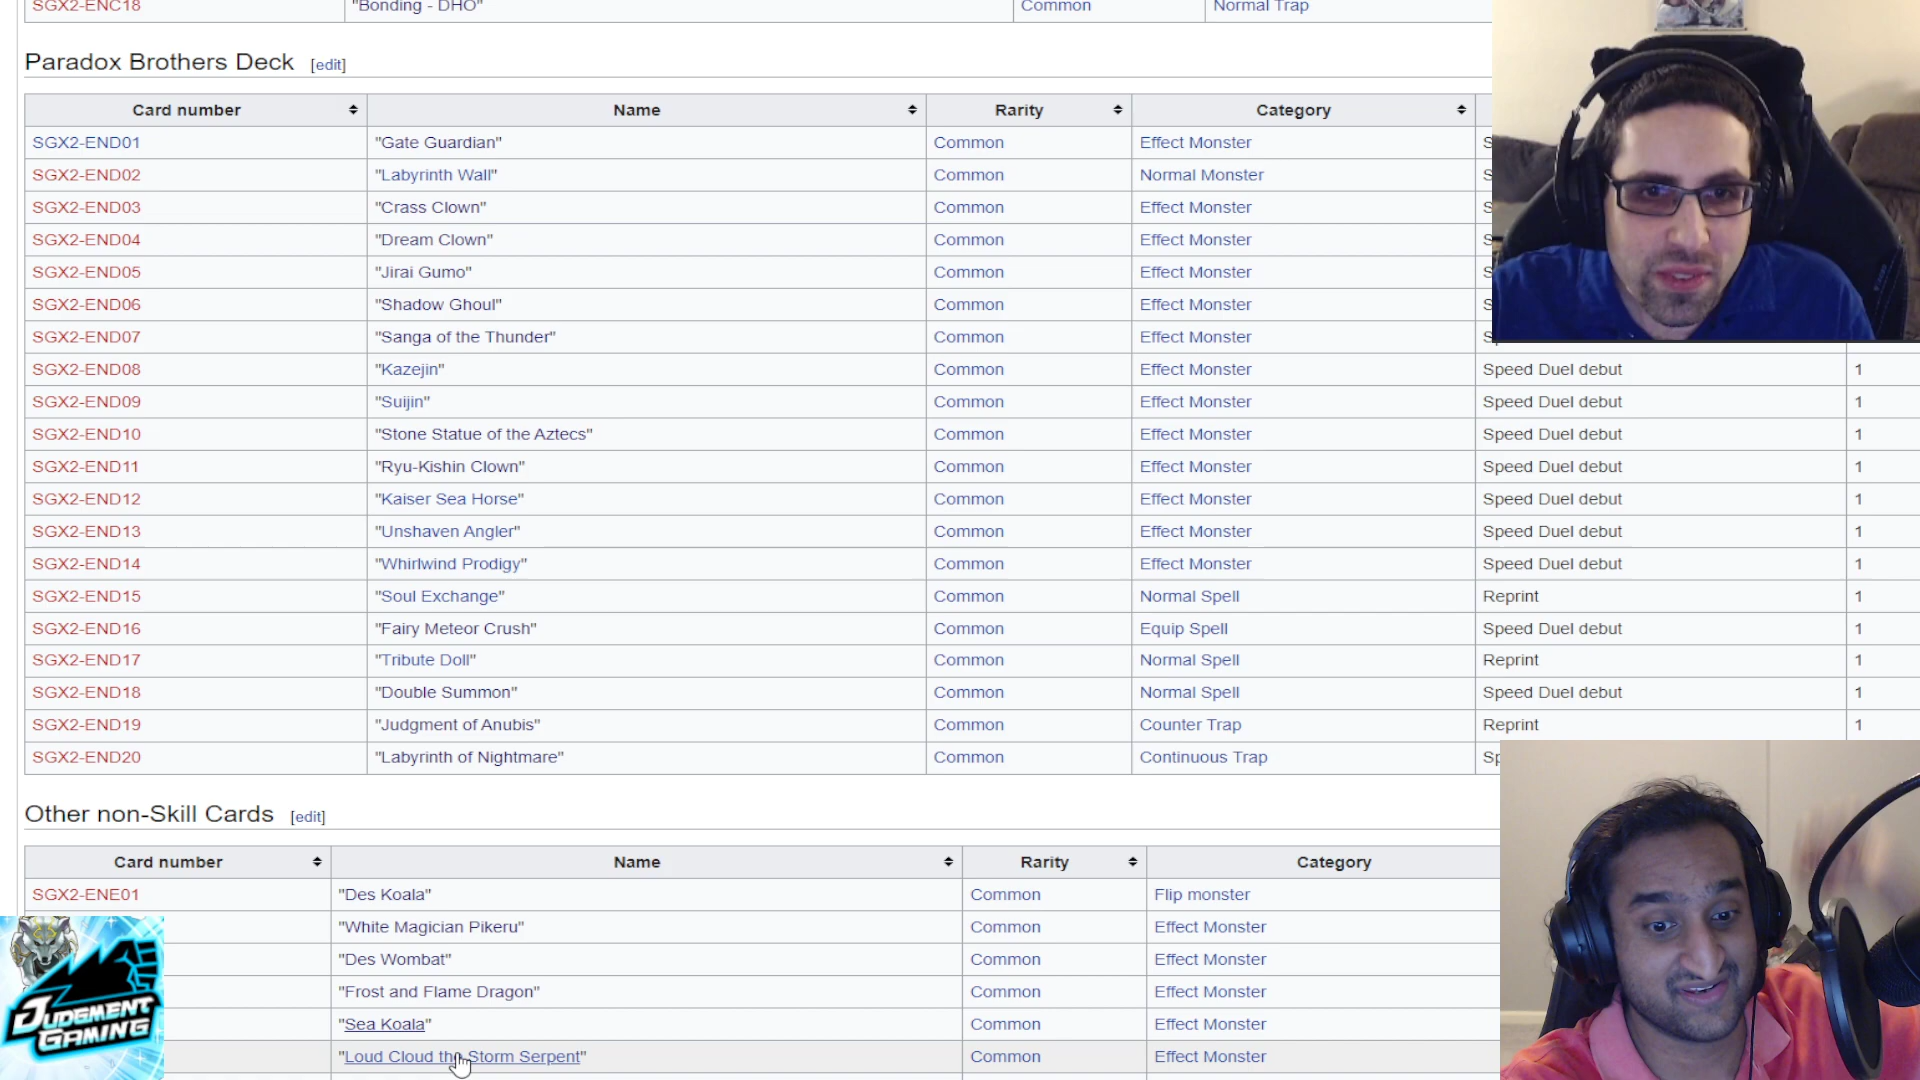 SGX2-ENC18 "Bonding - DHO" Common Normal Trap
Paradox Brothers Deck [edit]
Card number Name Rarity Category
SGX2-END01 "Gate Guardian" Common Effect Monster S
SGX2-END02 "Labyrinth Wall" Common Normal Monster S
SGX2-END03 "Crass Clown" Common Effect Monster S
SGX2-END04 "Dream Clown" Common Effect Monster S
SGX2-END05 "Jirai Gumo" Common Effect Monster S
SGX2-END06 "Shadow Ghoul" Common Effect Monster S
SGX2-END07 "Sanga of the Thunder" Common Effect Monster Sp
SGX2-END08 "Kazejin" Common Effect Monster Speed Duel debut 1
SGX2-END09 "Suijin" Common Effect Monster Speed Duel debut 1
SGX2-END10 "Stone Statue of the Aztecs" Common Effect Monster Speed Duel debut 1
SGX2-END11 "Ryu-Kishin Clown" Common Effect Monster Speed Duel debut 1
SGX2-END12 "Kaiser Sea Horse" Common Effect Monster Speed Duel debut 1
SGX2-END13 "Unshaven Angler" Common Effect Monster Speed Duel debut 1
SGX2-END14 "Whirlwind Prodigy" Common Effect Monster Speed Duel debut 1
SGX2-END15 "Soul Exchange" Common Normal Spell Reprint 1
SGX2-END16 "Fairy Meteor Crush" Common Equip Spell Speed Duel debut 1
SGX2-END17 "Tribute Doll" Common Normal Spell Reprint 1
SGX2-END18 "Double Summon" Common Normal Spell Speed Duel debut 1
SGX2-END19 "Judgment of Anubis" Common Counter Trap Reprint 1
SGX2-END20 "Labyrinth of Nightmare" Common Continuous Trap Sp
Other non-Skill Cards [edit]
Card number Name Rarity Category
SGX2-ENE01 "Des Koala" Common Flip monster
"White Magician Pikeru" Common Effect Monster
"Des Wombat" Common Effect Monster
"Frost and Flame Dragon" Common Effect Monster
"Sea Koala" Common Effect Monster
"Loud Cloud the Storm Serpent" Common Effect Monster
JUDGMENT
GAMING